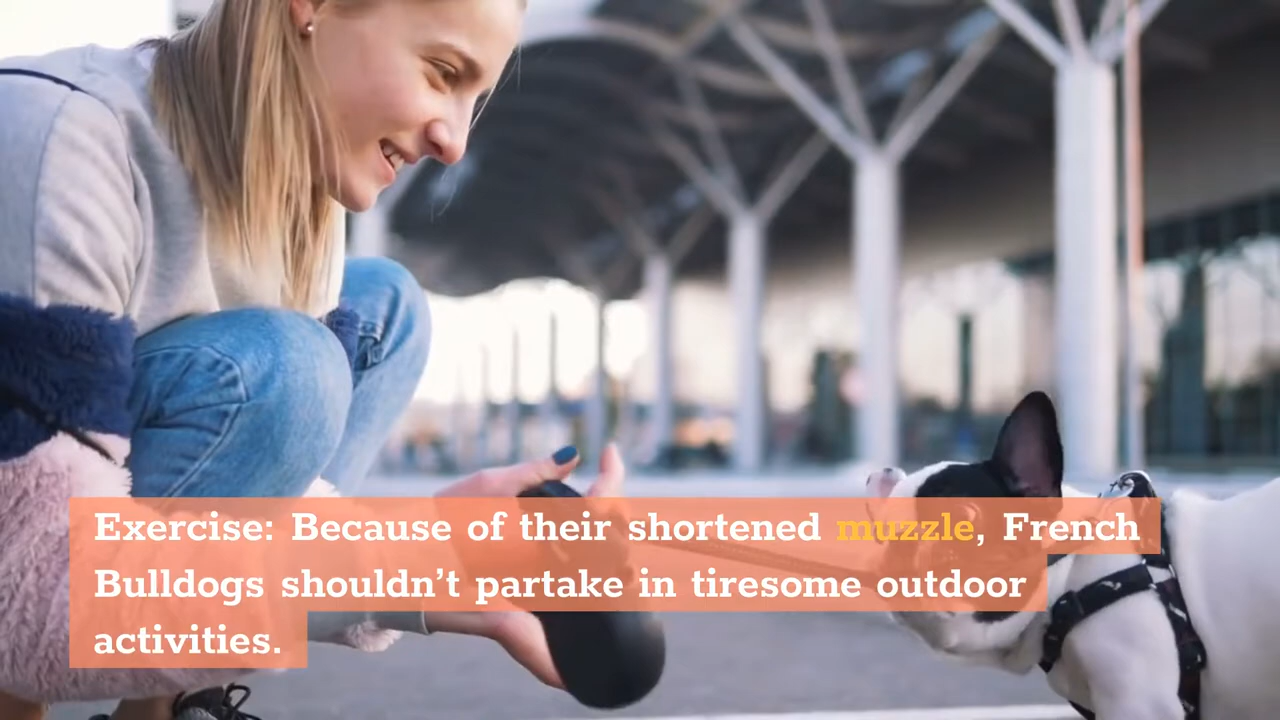 Exercise: Because of their shortened muzzle, French
Bulldogs shouldn’t partake in tiresome outdoor
activities.